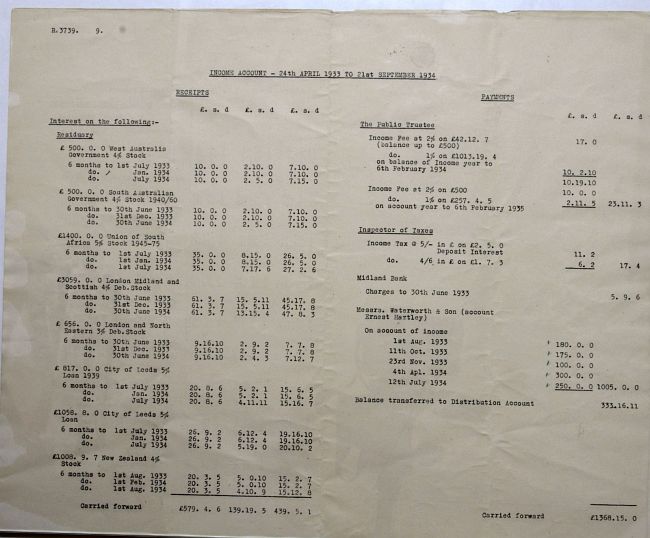 R.3739. 9.
INCOME ACCOUNT - 24th APRIL 1933 TO 21st SEPTEMBER 1934
RECEIPTS
£. s. d £. s. d £. s. d
Interest on the following:-
Residuary
£ 500. 0. 0 West Australia
Government 4% Stock
6 months to 1st July 1933 10. 0. 0 2.10. 0 7.10. 0
do. Jan. 1934 10. 0. 0 2.10. 0 7.10. 0
do. July 1934 10. 0. 0 2. 5. 0 7.15. 0
£ 500. 0. 0 South Australian
Government 4% Stock 1940/60
6 months to 30th June 1933 10. 0. 0 2.10. 0 7.10. 0
do. 31st Dec. 1933 10. 0. 0 2.10. 0 7.10. 0
do. 30th June 1934 10. 0. 0 2. 5. 0 7.15. 0
£1400. 0. 0 Union of South
Africa 5% Stock 1945-75
6 months to 1st July 1933 35. 0. 0 8.15. 0 26. 5. 0
do. 1st Jan. 1934 35. 0. 0 8.15. 0 26. 5. 0
do. 1st July 1934 35. 0. 0 7.17. 6 27. 2. 6
£3059. 0. 0 London Midland and
Scottish 4% Deb.Stock
6 months to 30th June 1933 61. 3. 7 15. 5.11 45.17. 8
do. 31st Dec. 1933 61. 3. 7 15. 5.11 45.17. 8
do. 30th June 1934 61. 3. 7 13.15. 4 47. 8. 3
£ 656. 0. 0 London and North
Eastern 3% Deb.Stock
6 months to 30th June 1933 9.16.10 2. 9. 2 7. 7. 8
do. 31st Dec. 1933 9.16.10 2. 9. 2 7. 7. 8
do. 30th June 1934 9.16.10 2. 4. 3 7.12. 7
£ 817. 0. 0 City of Leeds 5%
Loan 1939
6 months to 1st July 1933 20. 8. 6 5. 2. 1 15. 6. 5
do. Jan. 1934 20. 8. 6 5. 2. 1 15. 6. 5
do. July 1934 20. 8. 6 4.11.11 15.16. 7
£1058. 8. 0 City of Leeds 5%
Loan
6 months to 1st July 1933 26. 9. 2 6.12. 4 19.16.10
do. Jan. 1934 26. 9. 2 6.12. 4 19.16.10
do. July 1934 26. 9. 2 5.19. 0 20.10. 2
£1008. 9. 7 New Zealand 4%
Stock
6 months to 1st Aug. 1933 20. 3. 5 5. 0.10 15. 2. 7
do. 1st Feb. 1934 20. 3. 5 5. 0.10 15. 2. 7
do. 1st Aug. 1934 20. 3. 5 4.10. 9 15.12. 8
Carried forward £579. 4. 6 139.19. 5 439. 5. 1
PAYMENTS
£. s. d £. s. d
The Public Trustee
Income Fee at 2% on £42.12. 7
(balance up to £500) 17. 0
do. 1% on £1013.19. 4
on balance of Income year to
6th February 1934 10. 2.10
10.19.10
Income Fee at 2% on £500 10. 0. 0
do. 1% on £257. 4. 5
on account year to 6th February 1935 2.11. 5 23.11. 3
Inspector of Taxes
Income Tax @ 5/- in £ on £2. 5. 0
Deposit Interest 11. 2
do. 4/6 in £ on £1. 7. 3 6. 2 17. 4
Midland Bank
Charges to 30th June 1933 5. 9. 6
Messrs. Waterworth & Son (account
Ernest Hartley)
On account of income
1st Aug. 1933 180. 0. 0
11th Oct. 1933 175. 0. 0
23rd Nov. 1933 100. 0. 0
4th Apl. 1934 300. 0. 0
12th July 1934 250. 0. 0 1005. 0. 0
Balance transferred to Distribution Account 333.16.11
Carried forward £1368.15. 0